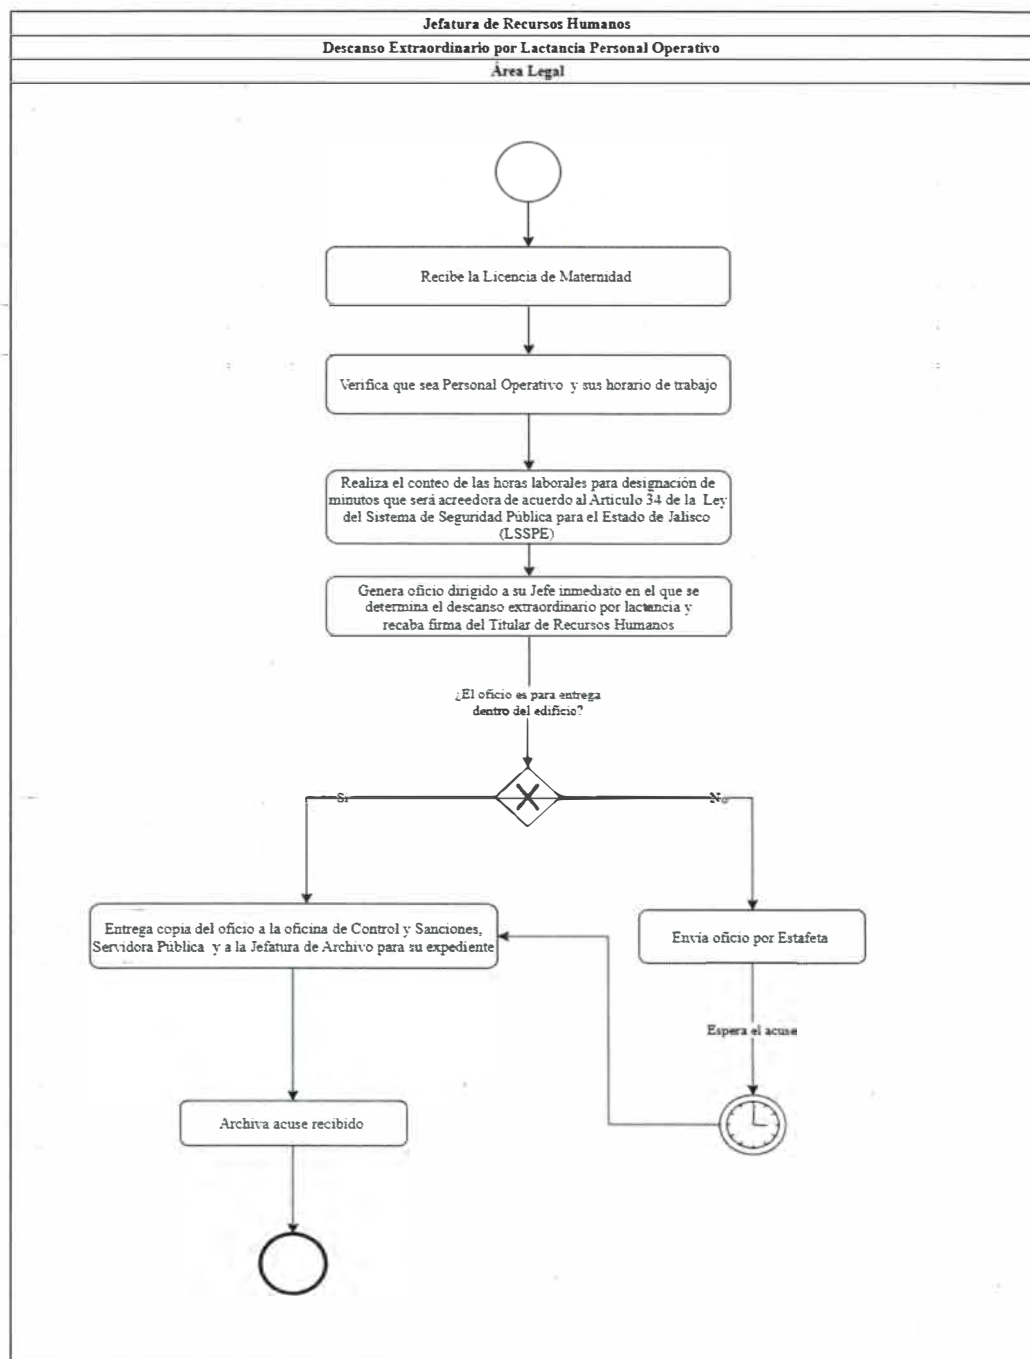 Jefatura de Recursos Humanos
Descanso Extraordinario por Lactancia Personal Operativo
Área Legal
Recibe la Licencia de Maternidad
Verifica que sea Personal Operativo y sus horario de trabajo
Realiza el conteo de las horas laborales para designación de
minutos que será acreedora de acuerdo al Articulo 34 de la Ley
del Sistema de Seguridad Pública para el Estado de Jalisco
(LSSPE)
Genera oficio dirigido a su Jefe inmediato en el que se
determina el descanso extraordinario por lactancia y
recaba firma del Titular de Recursos Humanos
¿El oficio es para entrega
dentro del edificio?
Si
No
Entrega copia del oficio a la oficina de Control y Sanciones,
Servidora Pública y a la Jefatura de Archivo para su expediente
Envía oficio por Estafeta
Espera el acuse
Archiva acuse recibido